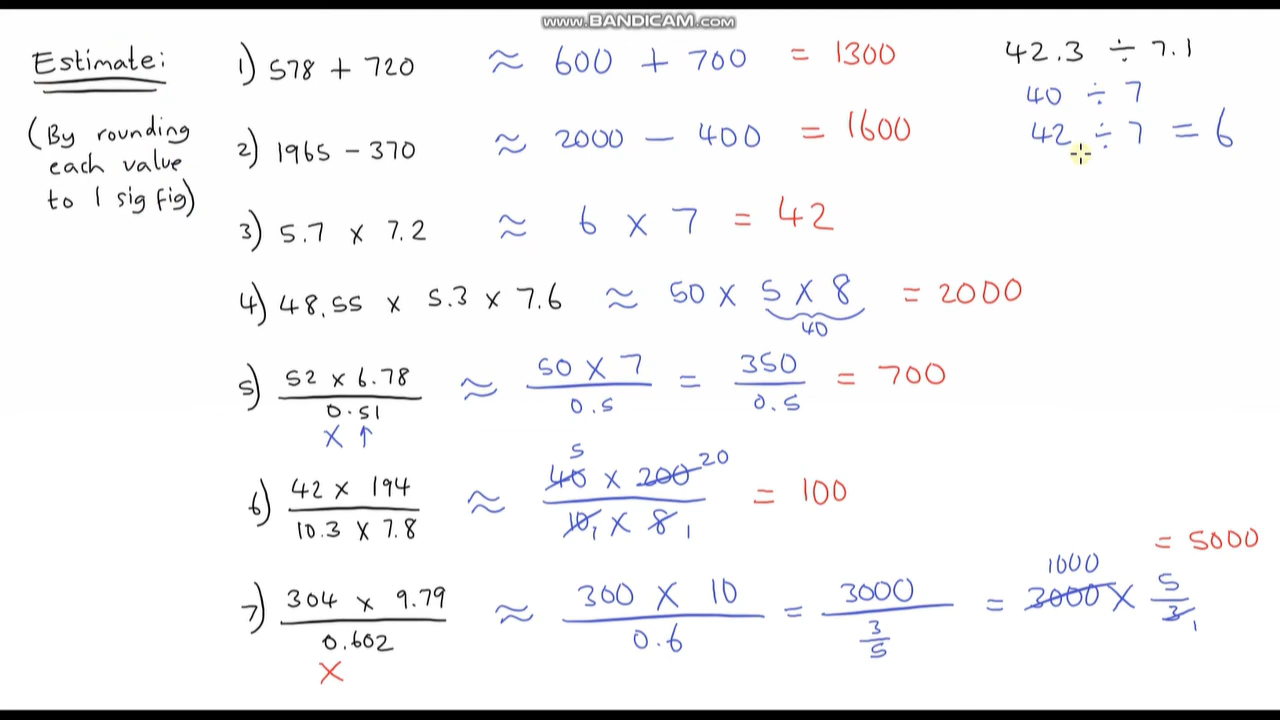 www.BANDICAM.com
Estimate:
(By rounding
each value
to 1 sig fig)
1) 578 + 720 ≈ 600 + 700 = 1300
2) 1965 - 370 ≈ 2000 - 400 = 1600
3) 5.7 x 7.2 ≈ 6 x 7 = 42
4) 48.55 x 5.3 x 7.6 ≈ 50 x 5 x 8 = 2000
40
5) 52 x 6.78 / 0.51 ≈ 50 x 7 / 0.5 = 350 / 0.5 = 700
x ↑
5 20
6) 42 x 194 / 10.3 x 7.8 ≈ 40 x 200 / 10 x 8 = 100
1 1
7) 304 x 9.79 / 0.602 ≈ 300 x 10 / 0.6 = 3000 / 3/5 = 3000 x 5/3
1000
1
= 5000
x
42.3 ÷ 7.1
40 ÷ 7
42 ÷ 7 = 6